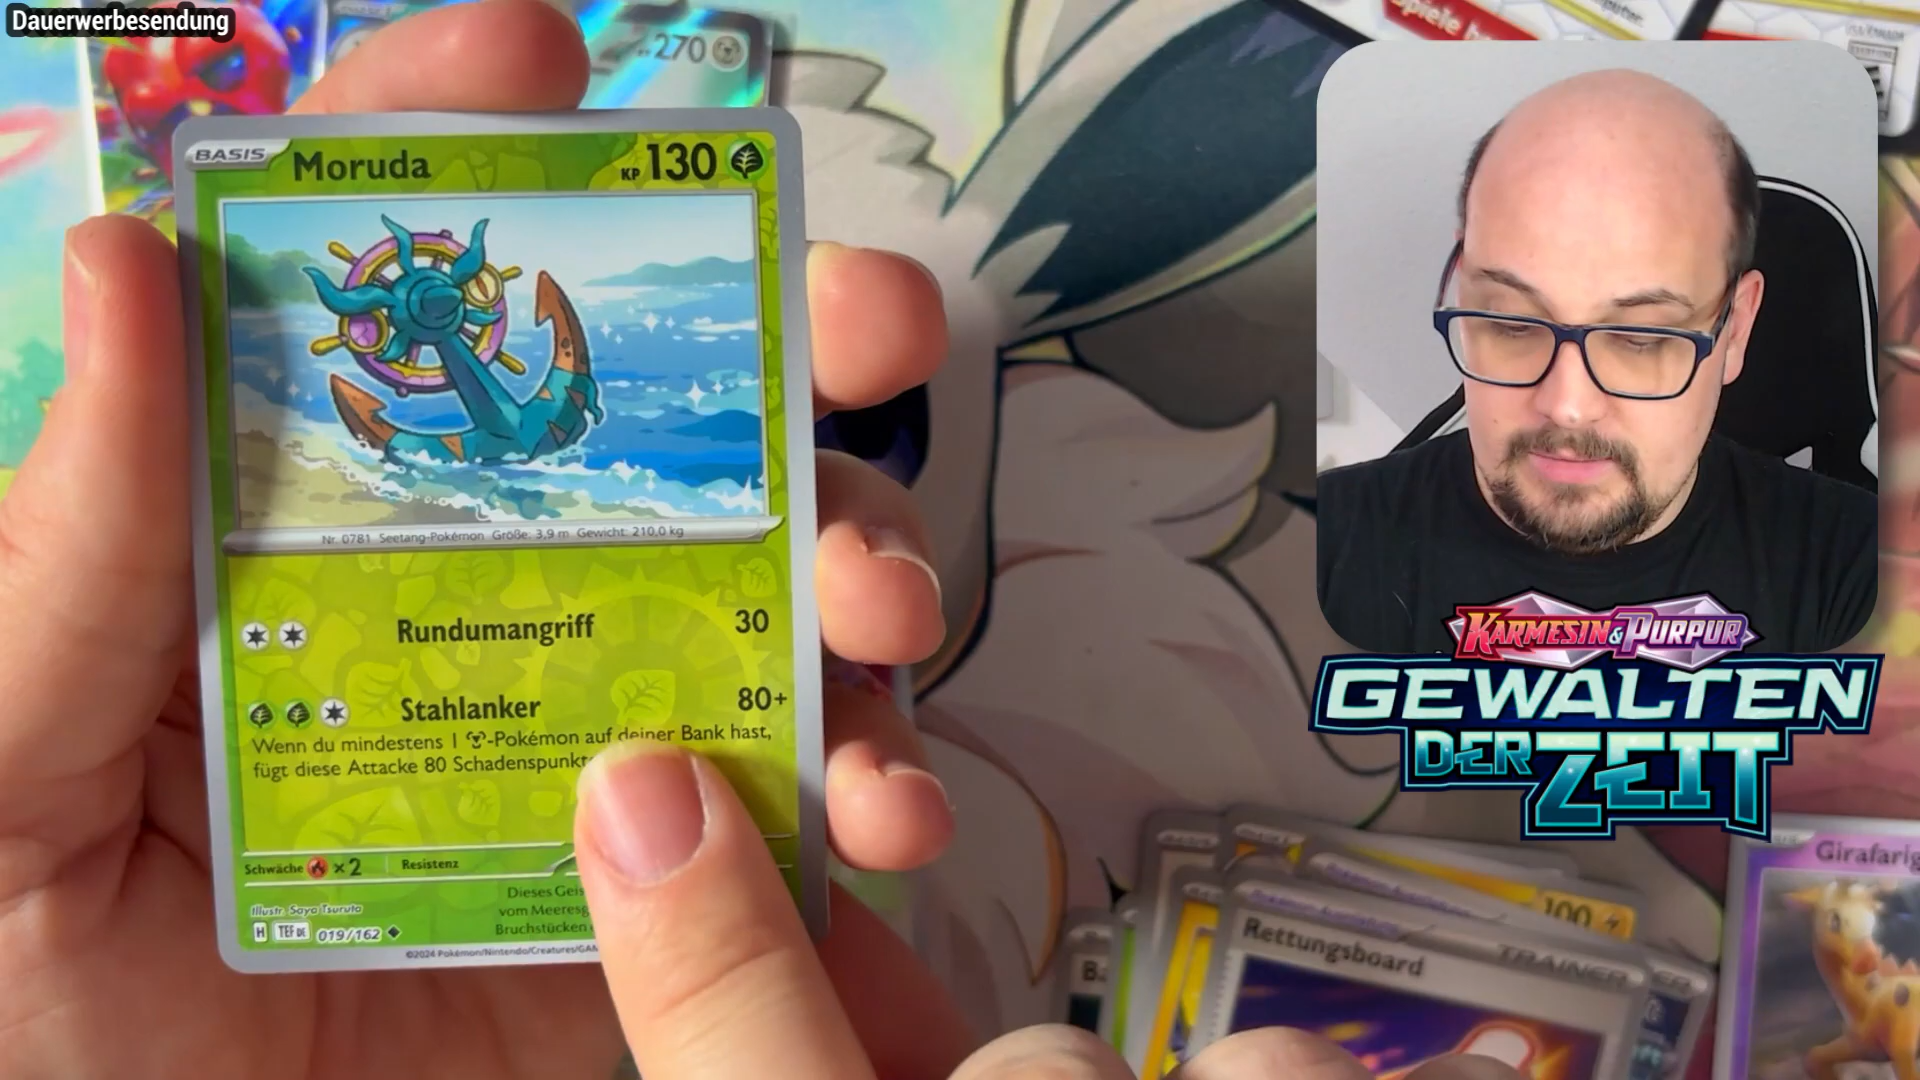 Dauerwerbesendung
270
Spiele
BASIS
Moruda
KP 130
Nr. 0781 Seetang-Pokémon Größe: 3,9 m Gewicht: 210,0 kg
Rundumangriff 30
Stahlanker 80+
Wenn du mindestens 1 -Pokémon auf deiner Bank hast,
fügt diese Attacke 80 Schadenspunkt
Schwäche ×2 Resistenz
Illustr. Saya Tsuruta
Dieses Geis
vom Meeresg
Bruchstücken
H TEF DE 019/162
©2024 Pokémon/Nintendo/Creatures/GAM
KARMESIN & PURPUR
GEWALTEN
DER ZEIT
100
Rettungsboard
TRAINER
Girafarig